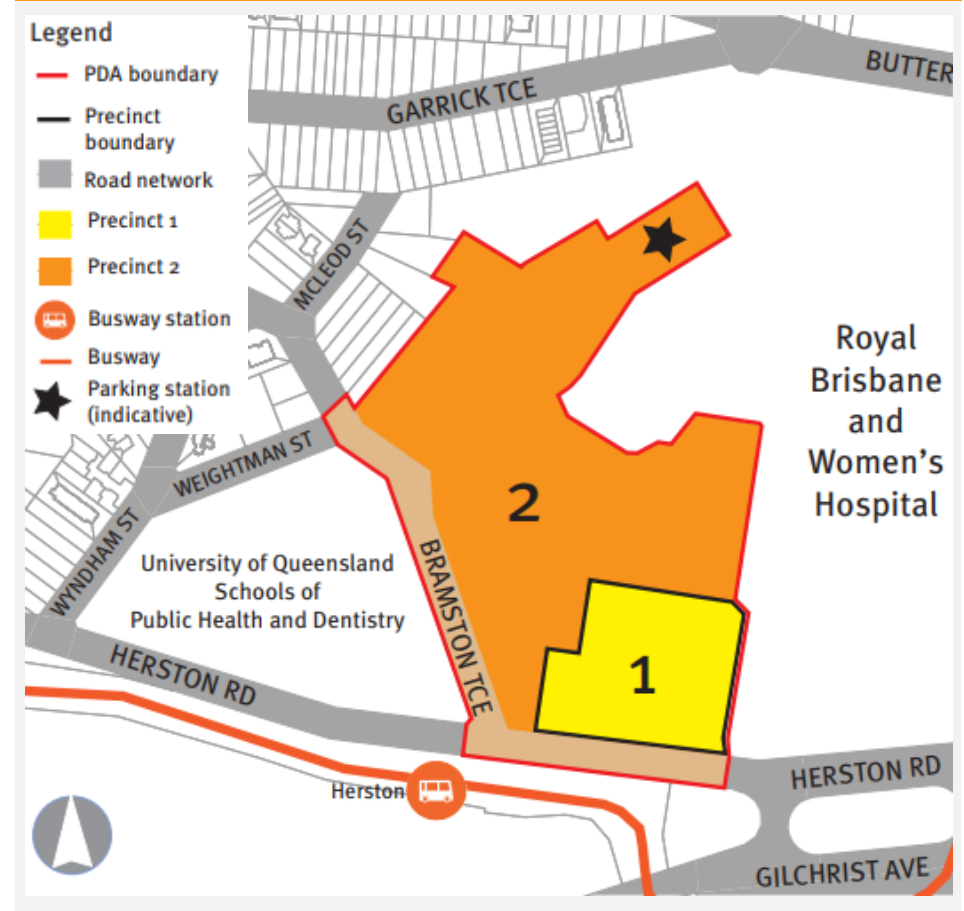 Legend
PDA boundary
Precinct
boundary
Road network
Precinct 1
Precinct 2
Busway station
Busway
Parking station
(indicative)
BUTTER
GARRICK TCE
MCLEOD ST
Royal
Brisbane
and
Women's
Hospital
WEIGHTMAN ST
2
WYNDHAM ST
University of Queensland
Schools of
Public Health and Dentistry
BRAMSTON TCE
1
HERSTON RD
HERSTON RD
Herston
GILCHRIST AVE